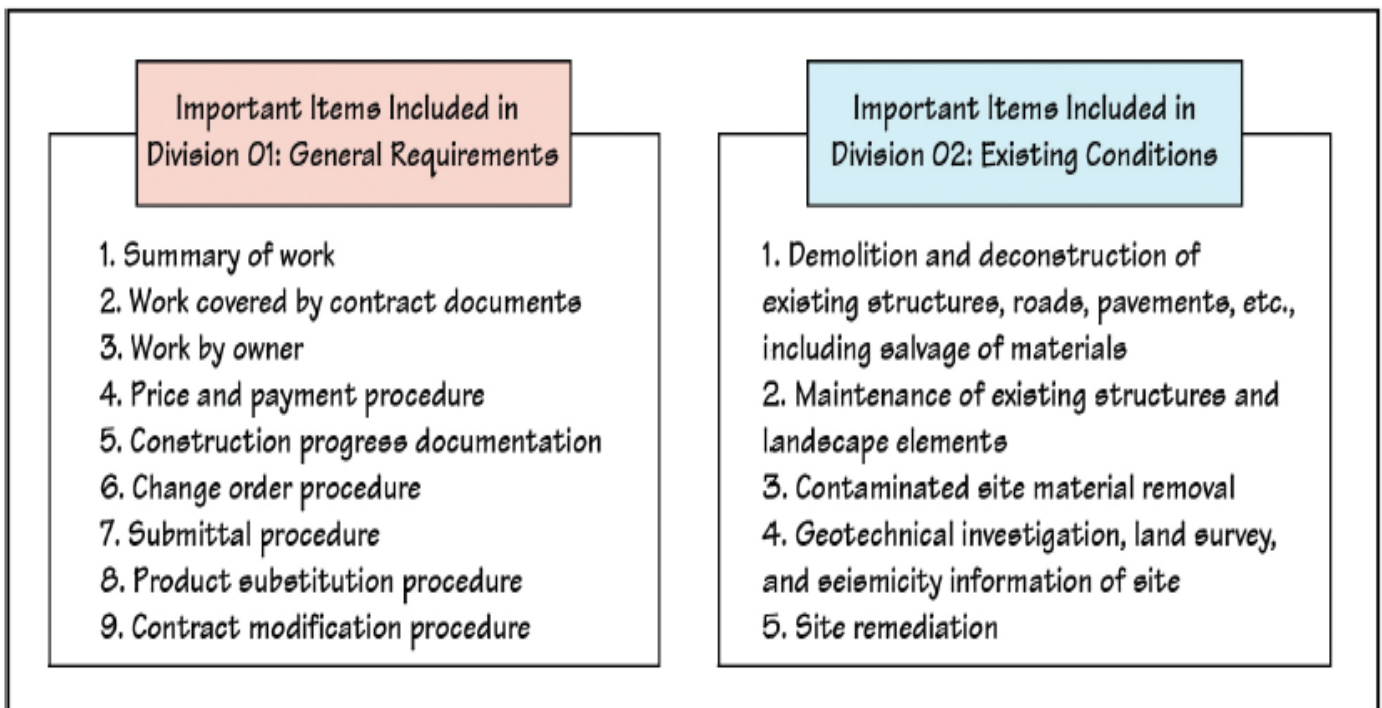 Important Items Included in
Division 01: General Requirements
1. Summary of work
2. Work covered by contract documents
3. Work by owner
4. Price and payment procedure
5. Construction progress documentation
6. Change order procedure
7. Submittal procedure
8. Product substitution procedure
9. Contract modification procedure
Important Items Included in
Division 02: Existing Conditions
1. Demolition and deconstruction of
existing structures, roads, pavements, etc.,
including salvage of materials
2. Maintenance of existing structures and
landscape elements
3. Contaminated site material removal
4. Geotechnical investigation, land survey,
and seismicity information of site
5. Site remediation